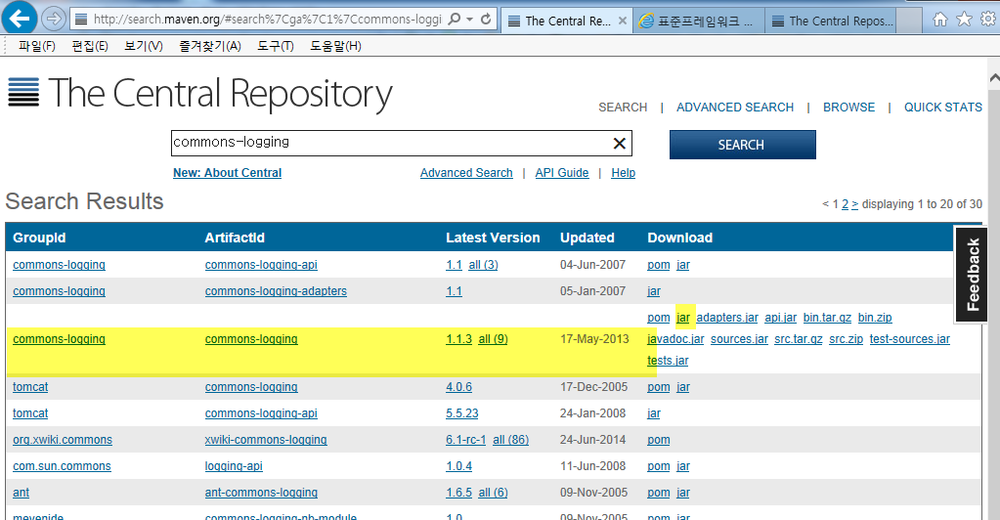 http://search.maven.org/#search%7Cga%7C1%7Ccommons-loggi
The Central Re...
표준프레임워크 ...
The Central Repos...
파일(F) 편집(E) 보기(V) 즐겨찾기(A) 도구(T) 도움말(H)
The Central Repository
SEARCH | ADVANCED SEARCH | BROWSE | QUICK STATS
commons-logging
SEARCH
New: About Central Advanced Search | API Guide | Help
Search Results
< 1 2 > displaying 1 to 20 of 30
GroupId ArtifactId Latest Version Updated Download
commons-logging commons-logging-api 1.1 all (3) 04-Jun-2007 pom jar
commons-logging commons-logging-adapters 1.1 05-Jan-2007 jar
pom jar adapters.jar api.jar bin.tar.gz bin.zip
commons-logging commons-logging 1.1.3 all (9) 17-May-2013 javadoc.jar sources.jar src.tar.gz src.zip test-sources.jar
tests.jar
tomcat commons-logging 4.0.6 17-Dec-2005 pom jar
tomcat commons-logging-api 5.5.23 24-Jan-2008 jar
org.xwiki.commons xwiki-commons-logging 6.1-rc-1 all (86) 24-Jun-2014 pom
com.sun.commons logging-api 1.0.4 11-Jun-2008 pom jar
ant ant-commons-logging 1.6.5 all (6) 09-Nov-2005 pom jar
mevenide commons-logging-nb-module 1.0 09-Nov-2005 pom jar
Feedback